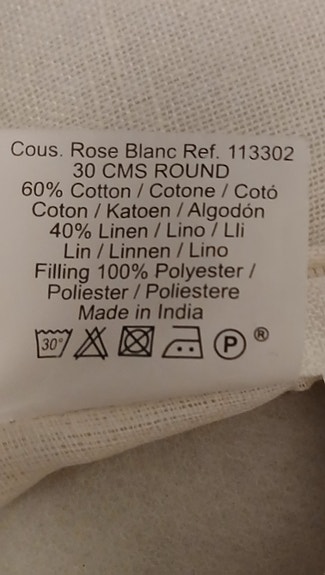 Cous. Rose Blanc Ref. 113302
30 CMS ROUND
60% Cotton / Cotone / Cotó
Coton / Katoen / Algodón
40% Linen / Lino / Lli
Lin / Linnen / Lino
Filling 100% Polyester /
Poliester / Poliestere
Made in India
30° P ®